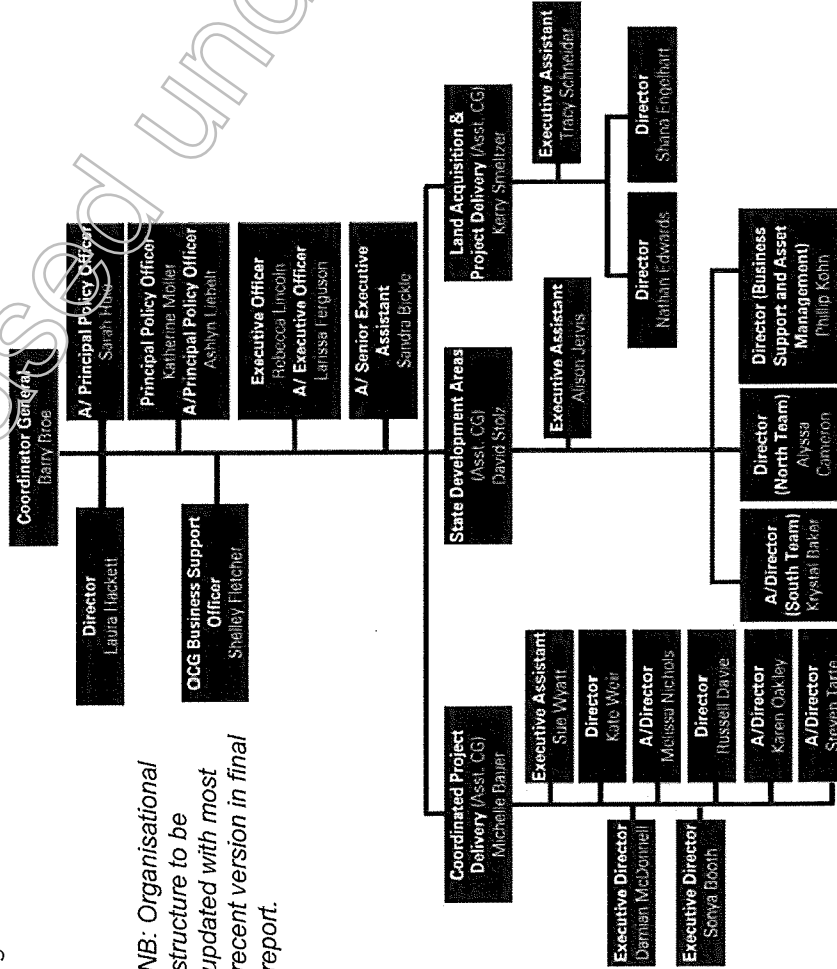 Coordinator General
Barry Broe
Director
Laura Hackett
A/ Principal Policy Officer
Sarah
Principal Policy Officer
Katherine Moller
A/Principal Policy Officer
Ashlyn Liebelt
OCG Business Support
Officer
Shelley Fletcher
Executive Officer
Rebecca Lincoln
A/ Executive Officer
Larissa Ferguson
A/ Senior Executive
Assistant
Sandra Bickle
NB: Organisational
structure to be
updated with most
recent version in final
report.
Coordinated Project
Delivery (Asst. CG)
Michelle Bauer
Executive Assistant
Sue Wyatt
Director
Kate Weir
A/Director
Melissa Nichols
Director
Russell Davie
A/Director
Karen Oakley
A/Director
Steven Tarte
Executive Director
Damian McDonnell
Executive Director
Sonya Booth
State Development Areas
(Asst. CG)
David Stolz
Executive Assistant
Alison Jervis
A/Director
(South Team)
Krystal Baker
Director
(North Team)
Alyssa
Cameron
Director (Business
Support and Asset
Management)
Phillip Kohn
Land Acquisition &
Project Delivery (Asst. CG)
Kerry Smeltzer
Executive Assistant
Tracy Schneider
Director
Nathan Edwards
Director
Shana Engelhart